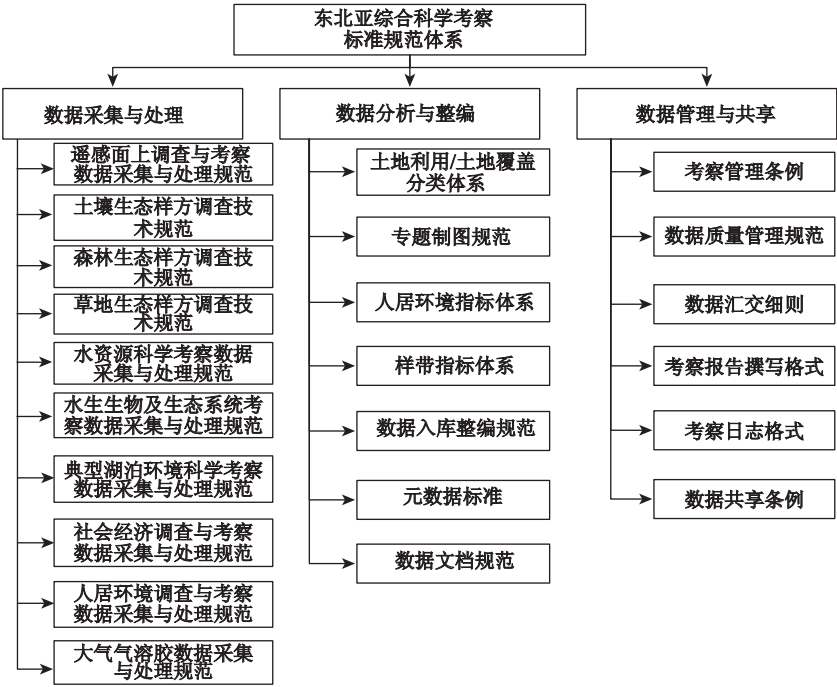 东北亚综合科学考察
标准规范体系
数据采集与处理
遥感面上调查与考察
数据采集与处理规范
土壤生态样方调查技
术规范
森林生态样方调查技
术规范
草地生态样方调查技
术规范
水资源科学考察数据
采集与处理规范
水生生物及生态系统考
察数据采集与处理规范
典型湖泊环境科学考察
数据采集与处理规范
社会经济调查与考察
数据采集与处理规范
人居环境调查与考察
数据采集与处理规范
大气气溶胶数据采集
与处理规范
数据分析与整编
土地利用/土地覆盖
分类体系
专题制图规范
人居环境指标体系
样带指标体系
数据入库整编规范
元数据标准
数据文档规范
数据管理与共享
考察管理条例
数据质量管理规范
数据汇交细则
考察报告撰写格式
考察日志格式
数据共享条例